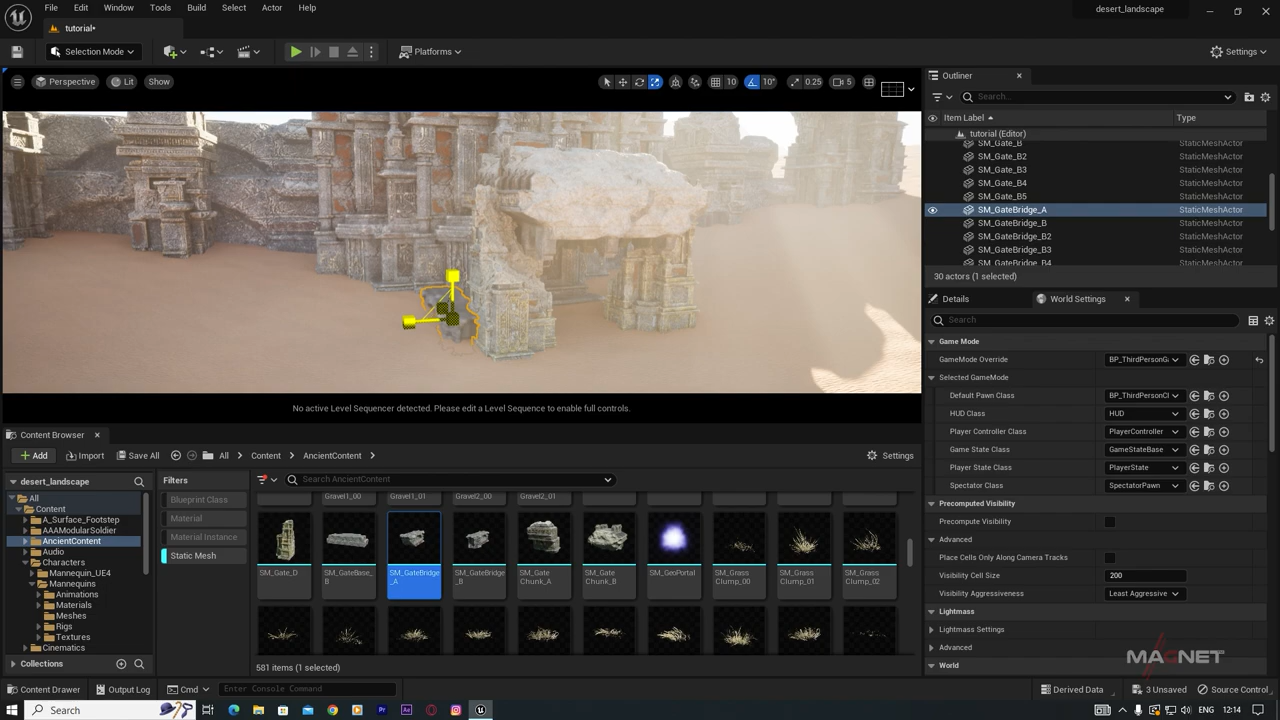 File Edit Window Tools Build Select Actor Help
desert_landscape
tutorial*
Selection Mode
Platforms
Settings
Perspective Lit Show
10 10° 0.25 5
No active Level Sequencer detected. Please edit a Level Sequence to enable full controls.
Outliner
Search...
Item Label Type
tutorial (Editor)
SM_Gate_B StaticMeshActor
SM_Gate_B2 StaticMeshActor
SM_Gate_B3 StaticMeshActor
SM_Gate_B4 StaticMeshActor
SM_Gate_B5 StaticMeshActor
SM_GateBridge_A StaticMeshActor
SM_GateBridge_B StaticMeshActor
SM_GateBridge_B2 StaticMeshActor
SM_GateBridge_B3 StaticMeshActor
SM_GateBridge_B4 StaticMeshActor
30 actors (1 selected)
Details World Settings
Search
Game Mode
GameMode Override BP_ThirdPersonG
Selected GameMode
Default Pawn Class BP_ThirdPersonCl
HUD Class HUD
Player Controller Class PlayerController
Game State Class GameStateBase
Player State Class PlayerState
Spectator Class SpectatorPawn
Precomputed Visibility
Precompute Visibility
Advanced
Place Cells Only Along Camera Tracks
Visibility Cell Size 200
Visibility Aggressiveness Least Aggressive
Lightmass
Lightmass Settings
Advanced
World
MAGNET
Content Browser
Add Import Save All All Content AncientContent Settings
desert_landscape
All
Content
A_Surface_Footstep
AAAModularSoldier
AncientContent
Audio
Characters
Mannequin_UE4
Mannequins
Animations
Materials
Meshes
Rigs
Textures
Cinematics
Collections
Filters
Blueprint Class
Material
Material Instance
Static Mesh
Search AncientContent
Gravel1_00 Gravel1_01 Gravel2_00 Gravel2_01
SM_Gate_D
SM_GateBase_
B
SM_GateBridge
_A
SM_GateBridge
_B
SM_Gate
Chunk_A
SM_Gate
Chunk_B
SM_GeoPortal
SM_Grass
Clump_00
SM_Grass
Clump_01
SM_Grass
Clump_02
581 items (1 selected)
Content Drawer Output Log Cmd Enter Console Command Derived Data 3 Unsaved Source Control
Search
ENG 12:14